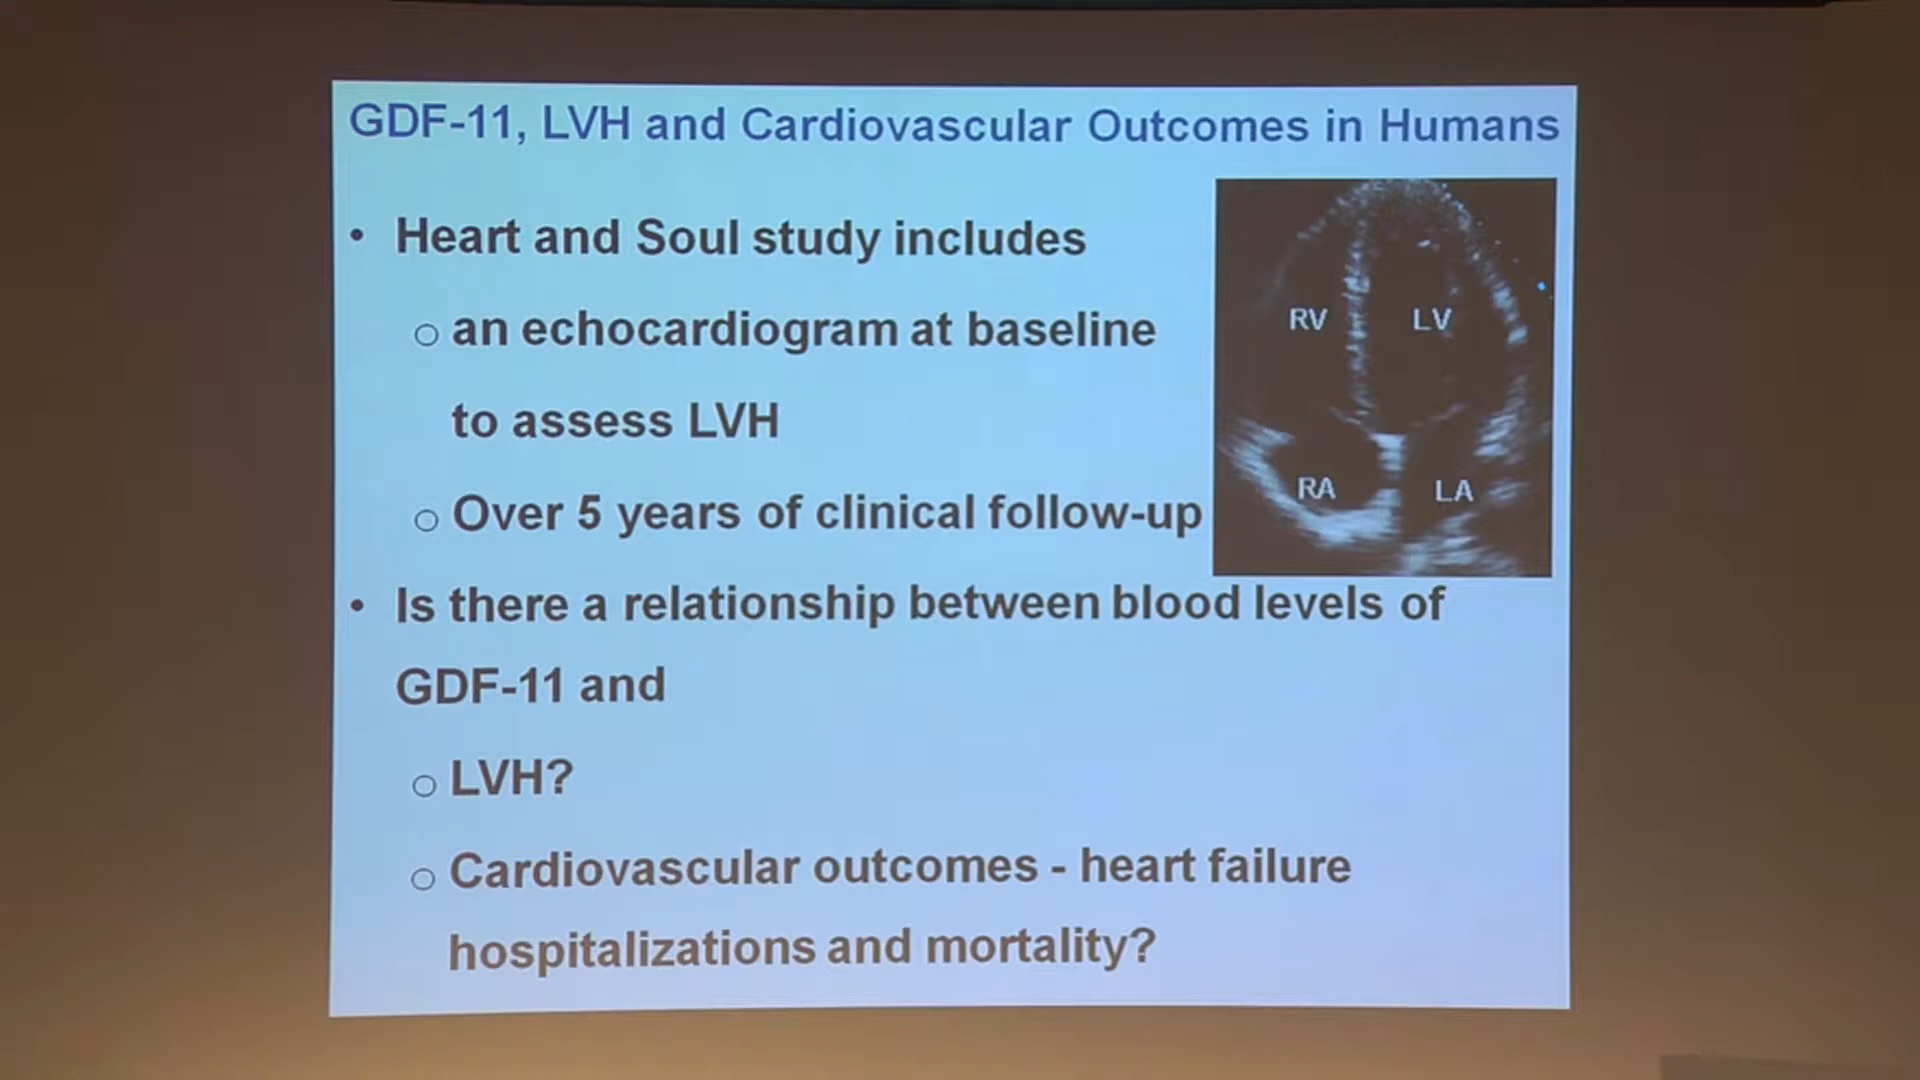 GDF-11, LVH and Cardiovascular Outcomes in Humans
• Heart and Soul study includes
o an echocardiogram at baseline
to assess LVH
o Over 5 years of clinical follow-up
• Is there a relationship between blood levels of
GDF-11 and
o LVH?
o Cardiovascular outcomes - heart failure
hospitalizations and mortality?
RV LV
RA LA